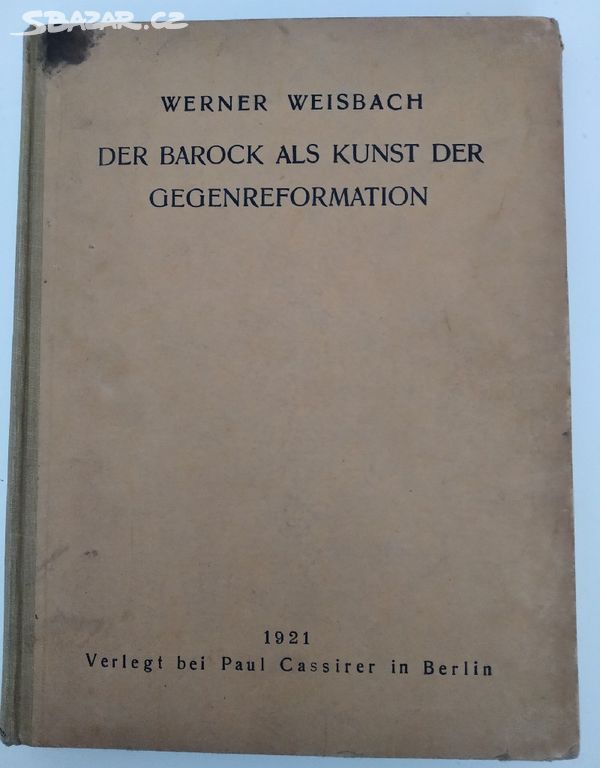 SBAZAR.CZ
WERNER WEISBACH
DER BAROCK ALS KUNST DER
GEGENREFORMATION
1921
Verlegt bei Paul Cassirer in Berlin